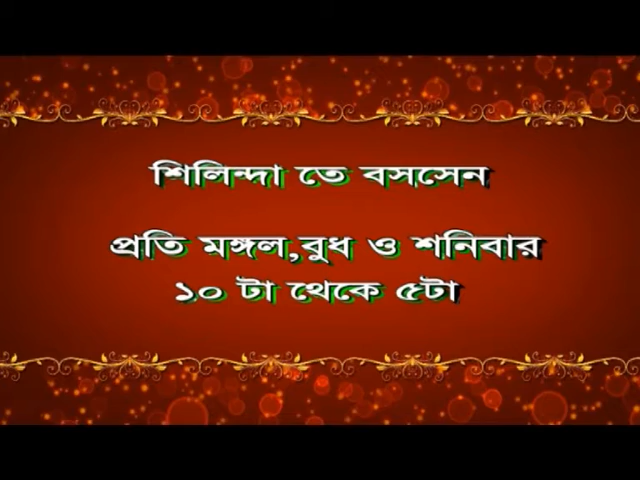 শিলিন্দা তে বসসেন
প্রতি মঙ্গল,বুধ ও শনিবার
১০ টা থেকে ৫টা